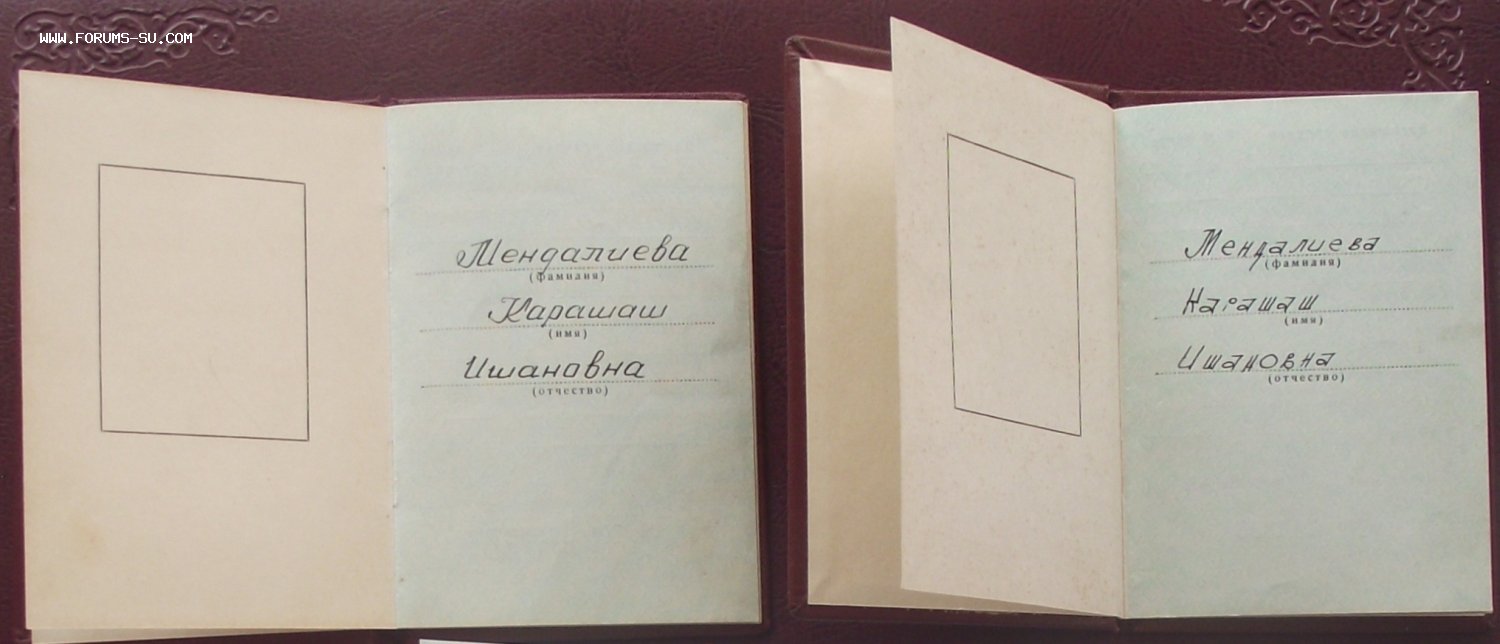 www.FORUMS-SU.COM
Мендалиева
(фамилия)
Карашаш
(имя)
Ишановна
(отчество)
Мендалиева
(фамилия)
Карашаш
(имя)
Ишановна
(отчество)